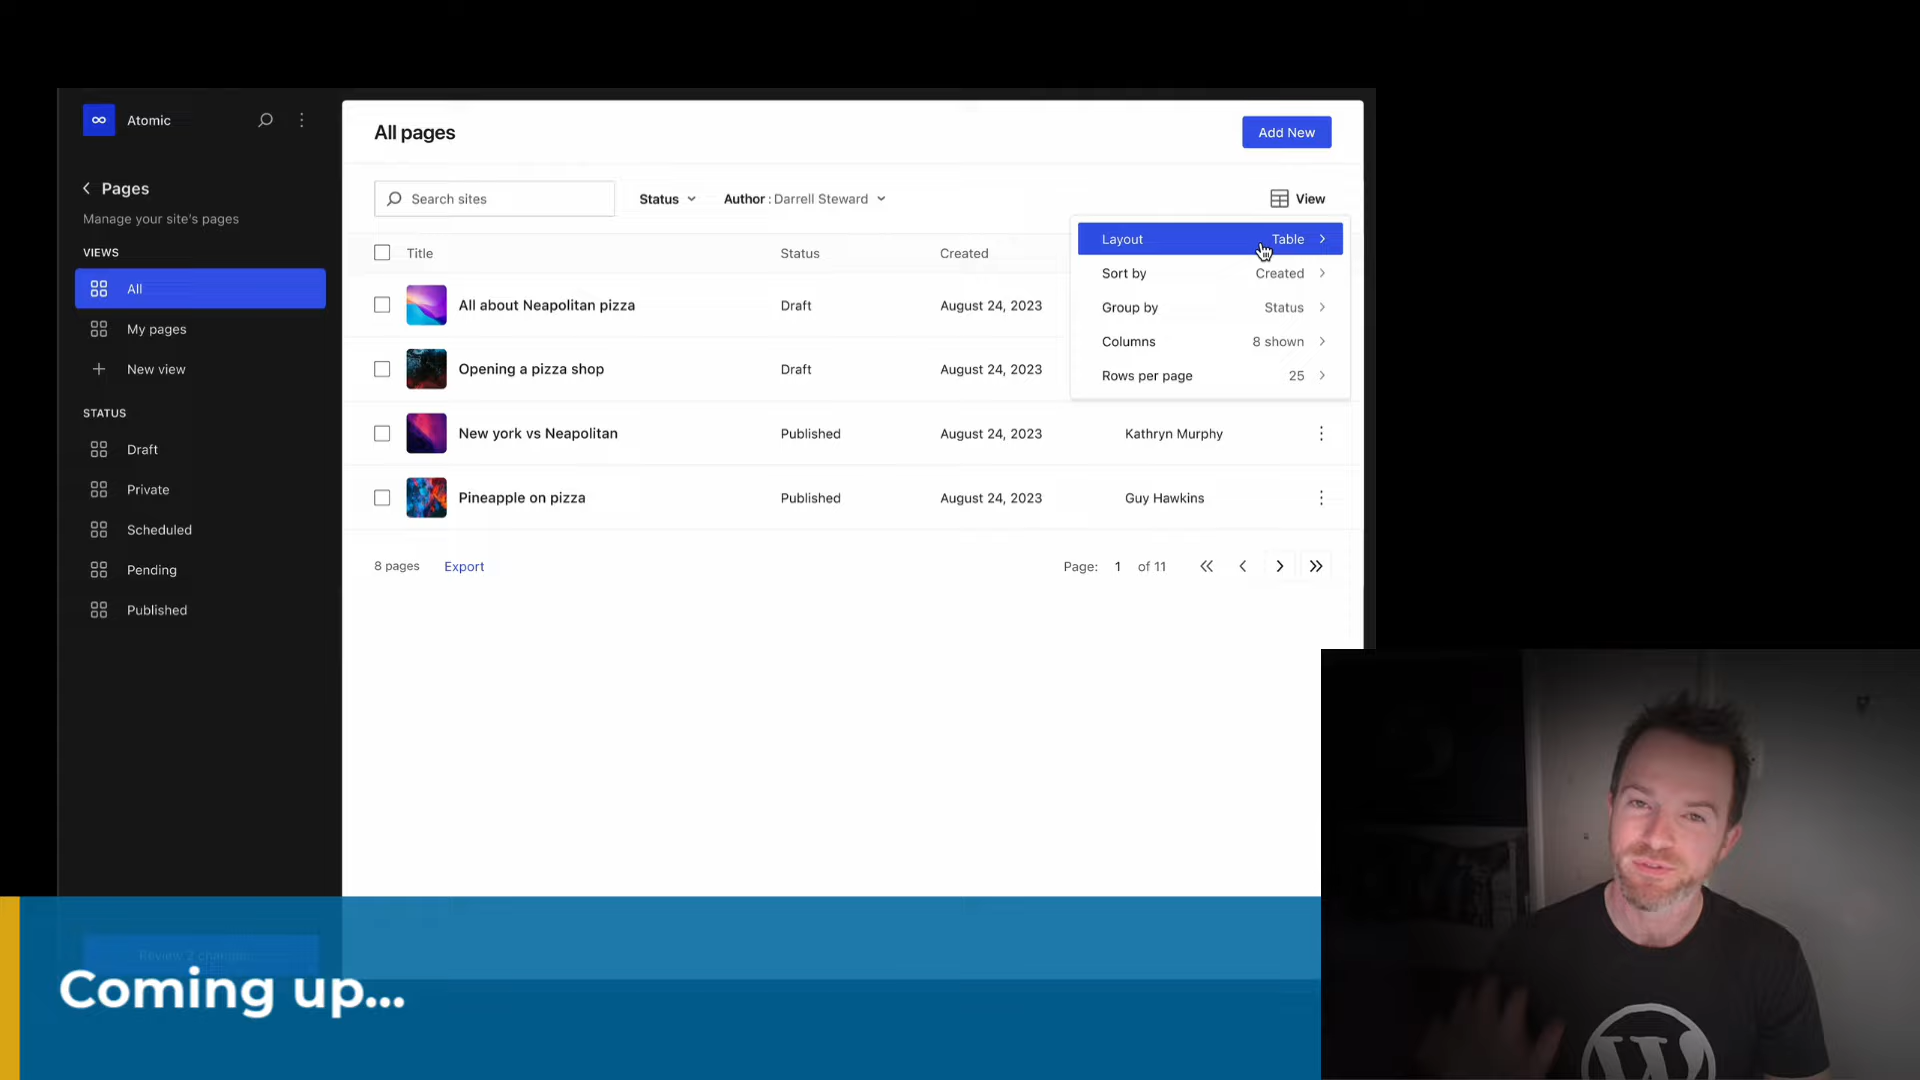 Atomic
Pages
Manage your site's pages
VIEWS
All
My pages
New view
STATUS
Draft
Private
Scheduled
Pending
Published
All pages
Add New
Search sites
Status
Author : Darrell Steward
View
Title
Status
Created
All about Neapolitan pizza
Draft
August 24, 2023
Opening a pizza shop
Draft
August 24, 2023
New york vs Neapolitan
Published
August 24, 2023
Kathryn Murphy
Pineapple on pizza
Published
August 24, 2023
Guy Hawkins
Layout
Table
Sort by
Created
Group by
Status
Columns
8 shown
Rows per page
25
8 pages
Export
Page: 1 of 11
Review 2
Coming up...
W